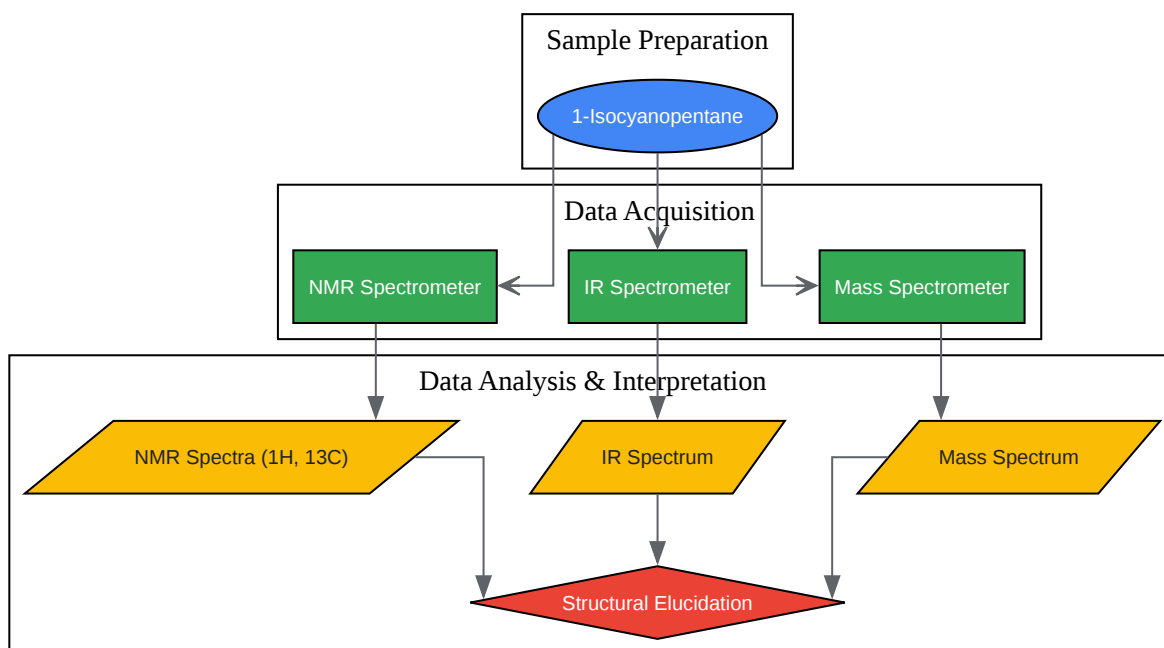 Sample Preparation
1-Isocyanopentane
Data Acquisition
NMR Spectrometer
IR Spectrometer
Mass Spectrometer
Data Analysis & Interpretation
NMR Spectra (1H, 13C)
IR Spectrum
Mass Spectrum
Structural Elucidation